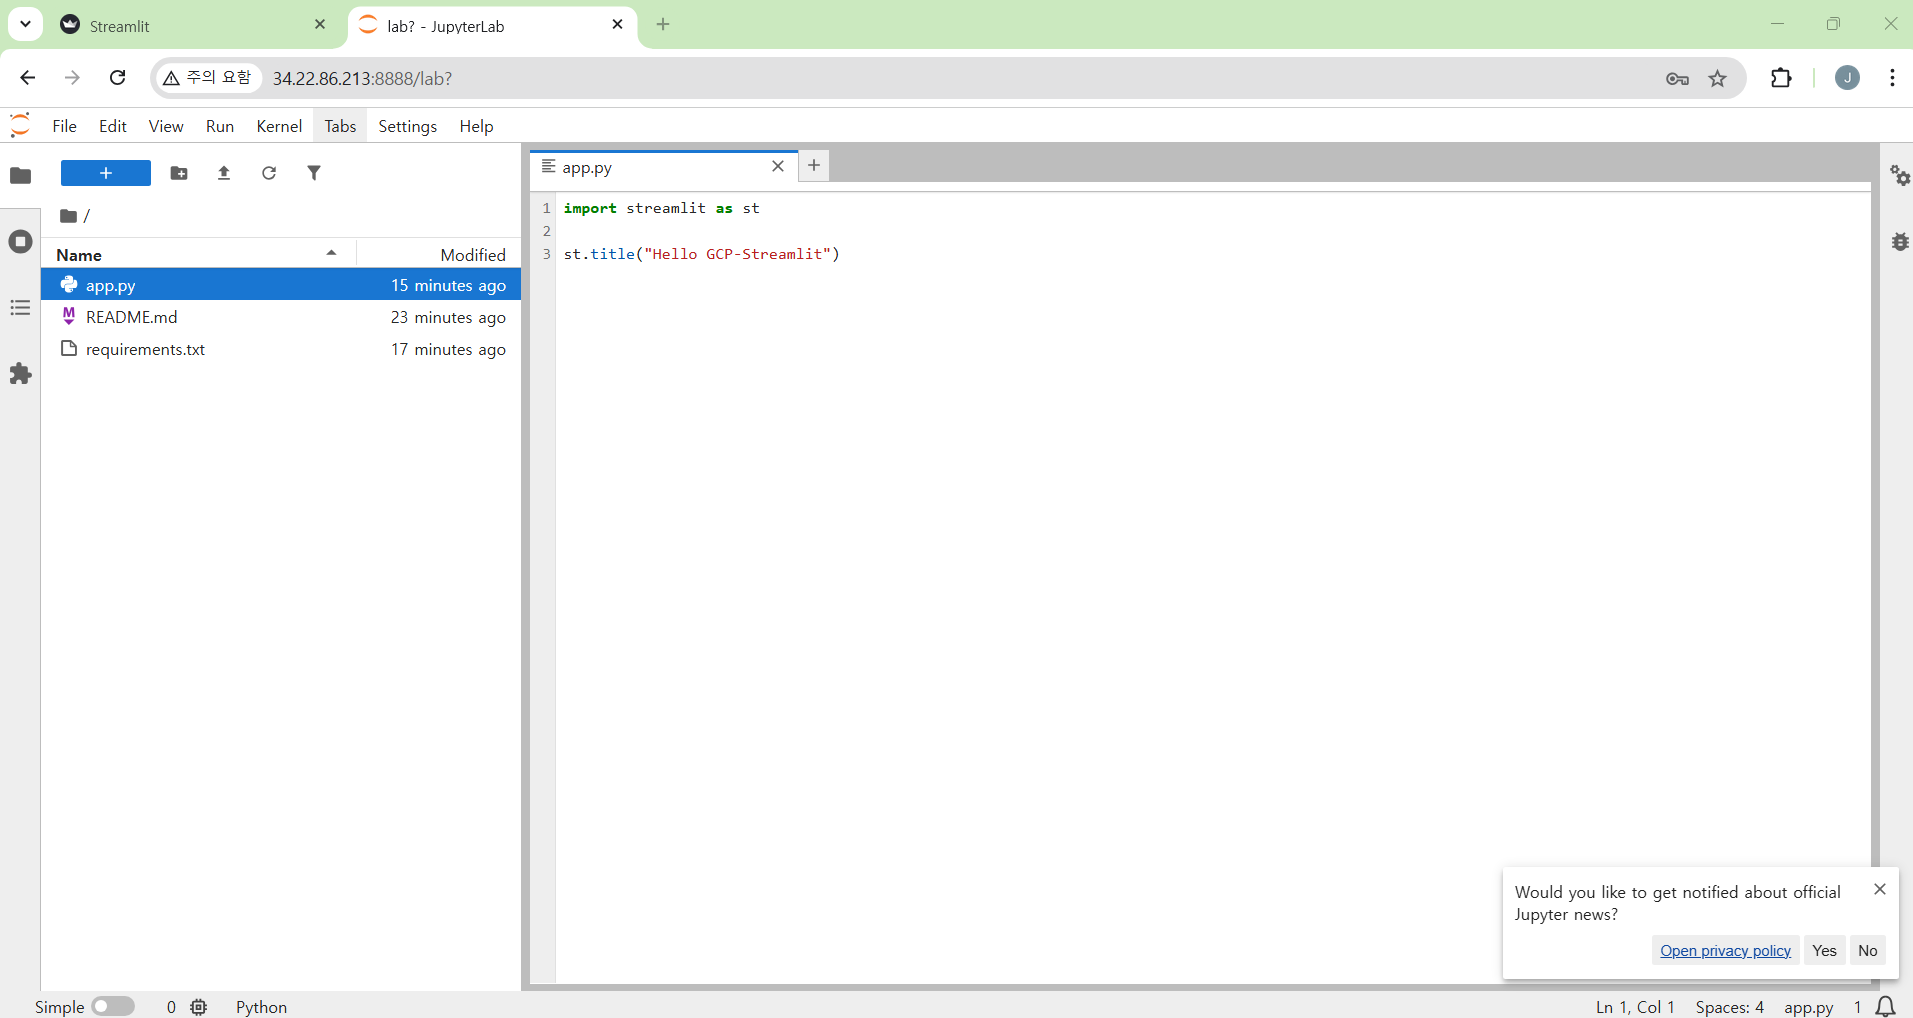 Streamlit
lab? - JupyterLab
주의 요함
34.22.86.213:8888/lab?
J
File Edit View Run Kernel Tabs Settings Help
app.py
/
Name Modified
app.py 15 minutes ago
README.md 23 minutes ago
requirements.txt 17 minutes ago
1 import streamlit as st
2
3 st.title("Hello GCP-Streamlit")
Would you like to get notified about official
Jupyter news?
Open privacy policy Yes No
Simple 0 Python Ln 1, Col 1 Spaces: 4 app.py 1